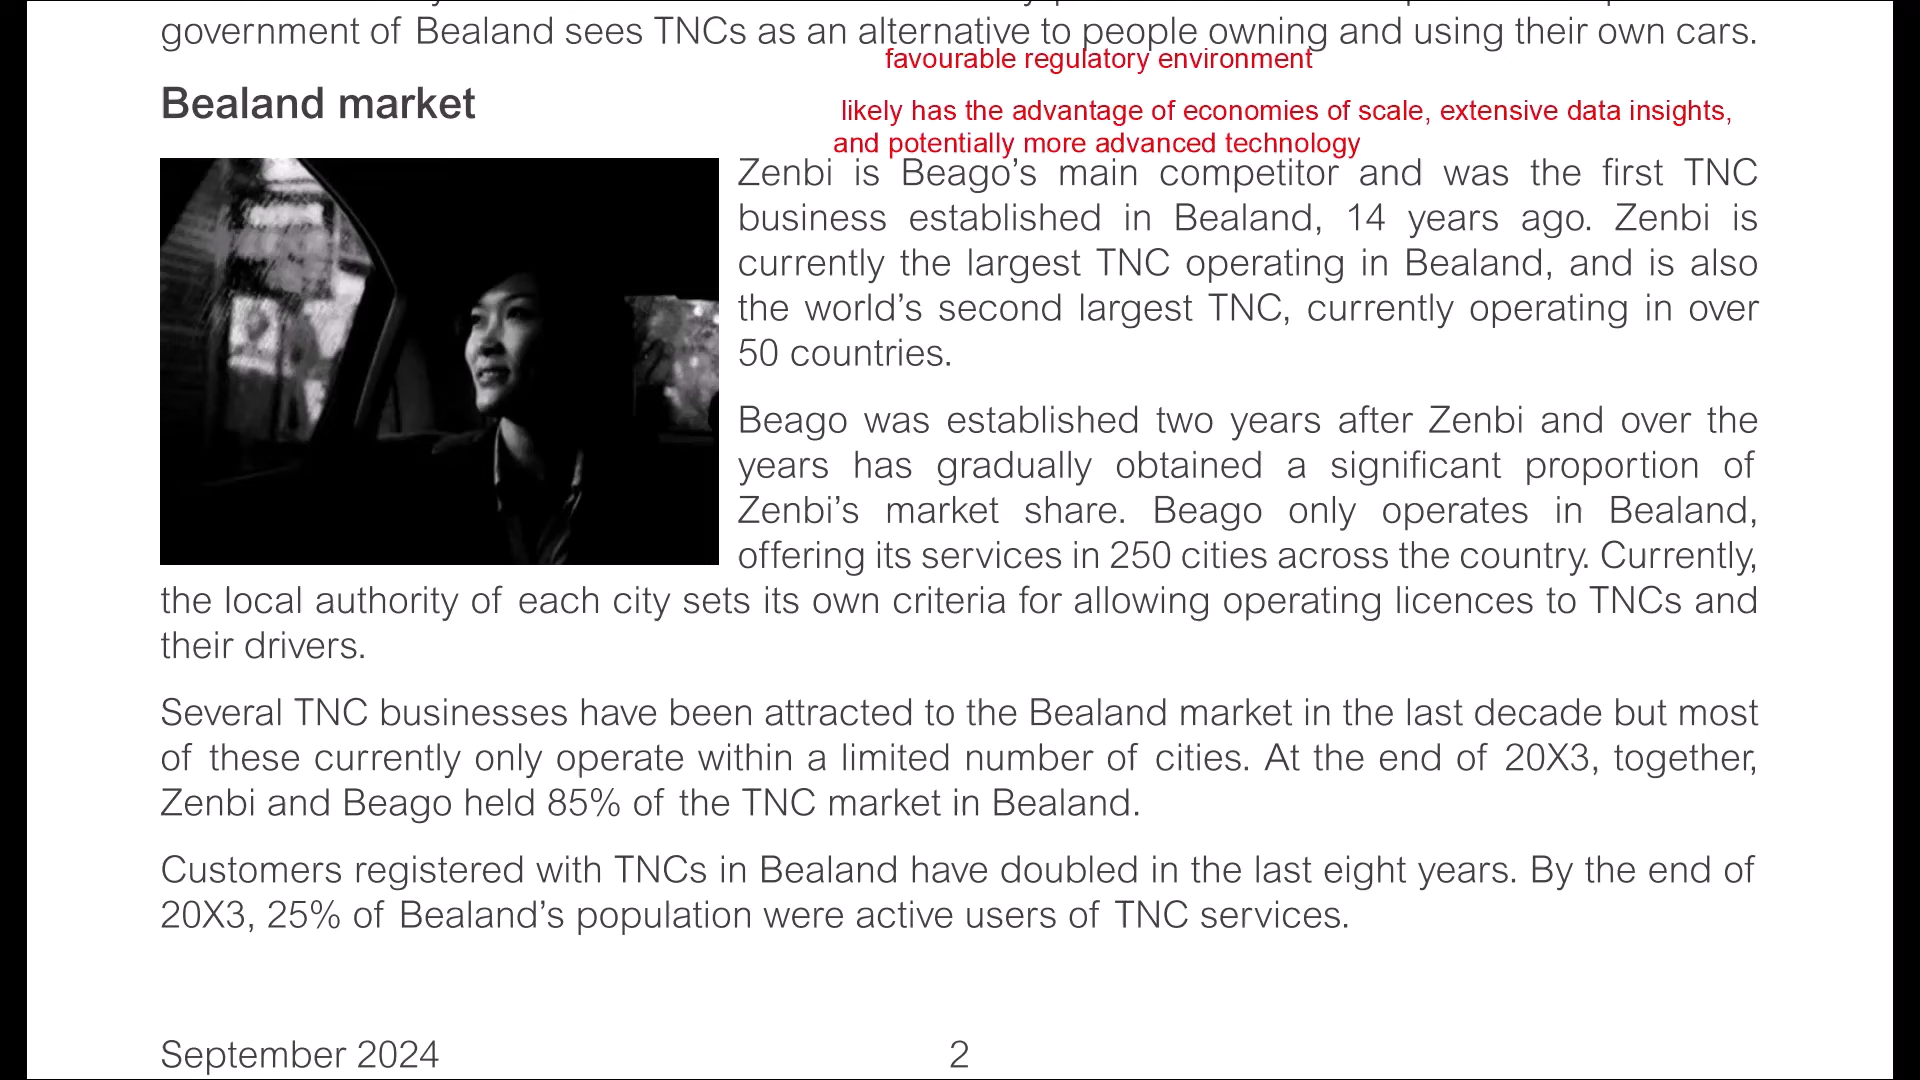 government of Bealand sees TNCs as an alternative to people owning and using their own cars.
favourable regulatory environment
Bealand market
likely has the advantage of economies of scale, extensive data insights,
and potentially more advanced technology
Zenbi is Beago’s main competitor and was the first TNC
business established in Bealand, 14 years ago. Zenbi is
currently the largest TNC operating in Bealand, and is also
the world’s second largest TNC, currently operating in over
50 countries.
Beago was established two years after Zenbi and over the
years has gradually obtained a significant proportion of
Zenbi’s market share. Beago only operates in Bealand,
offering its services in 250 cities across the country. Currently,
the local authority of each city sets its own criteria for allowing operating licences to TNCs and
their drivers.
Several TNC businesses have been attracted to the Bealand market in the last decade but most
of these currently only operate within a limited number of cities. At the end of 20X3, together,
Zenbi and Beago held 85% of the TNC market in Bealand.
Customers registered with TNCs in Bealand have doubled in the last eight years. By the end of
20X3, 25% of Bealand’s population were active users of TNC services.
September 2024
2